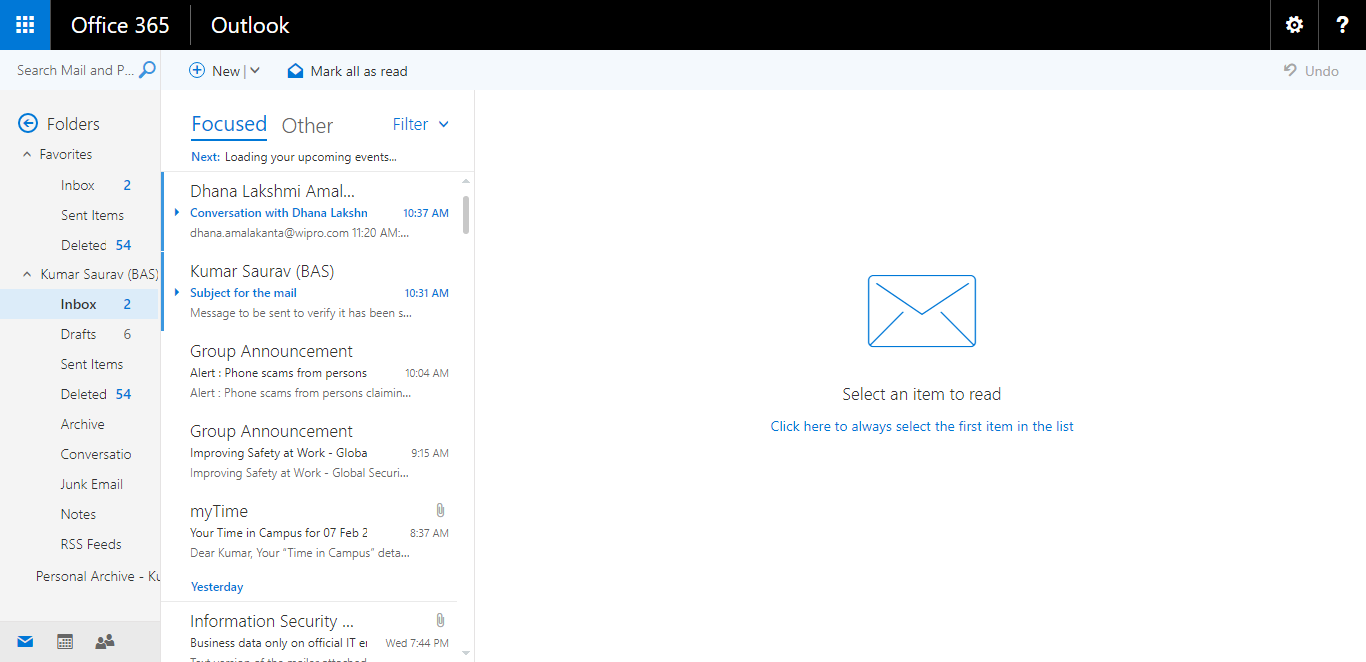 Office 365 Outlook ?
Search Mail and P... New Mark all as read Undo
Folders
Favorites
Inbox 2
Sent Items
Deleted 54
Kumar Saurav (BAS)
Inbox 2
Drafts 6
Sent Items
Deleted 54
Archive
Conversatio
Junk Email
Notes
RSS Feeds
Personal Archive - Ku
Focused Other Filter
Next: Loading your upcoming events...
Dhana Lakshmi Amal...
Conversation with Dhana Lakshn 10:37 AM
dhana.amalakanta@wipro.com 11:20 AM:...
Kumar Saurav (BAS)
Subject for the mail 10:31 AM
Message to be sent to verify it has been s...
Group Announcement
Alert : Phone scams from persons 10:04 AM
Alert : Phone scams from persons claimin...
Group Announcement
Improving Safety at Work - Globa 9:15 AM
Improving Safety at Work - Global Securi...
myTime
Your Time in Campus for 07 Feb 2 8:37 AM
Dear Kumar, Your “Time in Campus” deta...
Yesterday
Information Security ...
Business data only on official IT er Wed 7:44 PM
Text version of the mailer attached
Select an item to read
Click here to always select the first item in the list